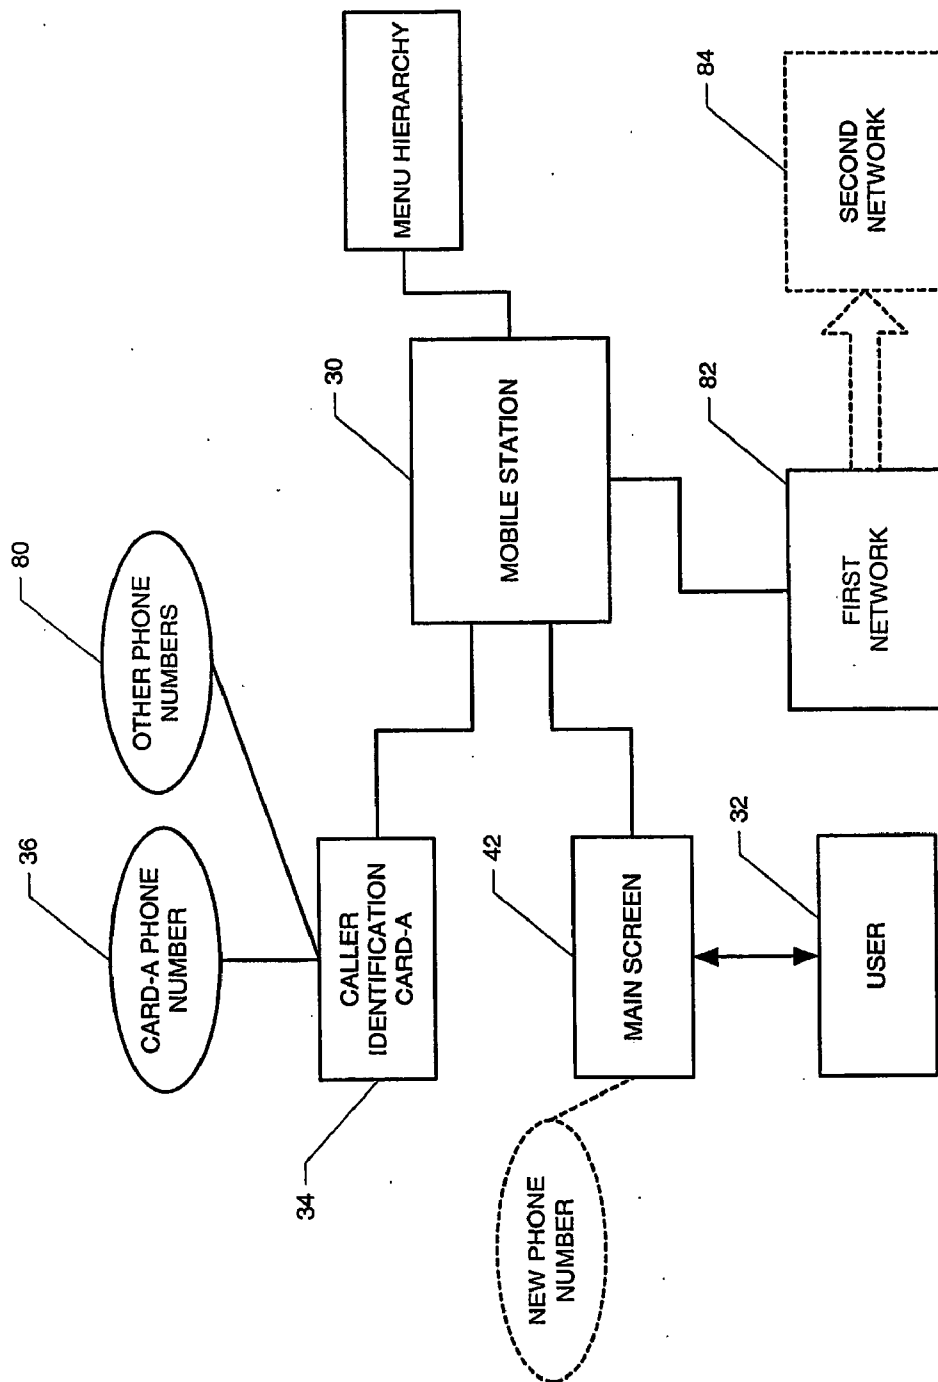 36
80
CARD-A PHONE
NUMBER
OTHER PHONE
NUMBERS
34
CALLER
IDENTIFICATION
CARD-A
30
MENU HIERARCHY
MOBILE STATION
42
NEW PHONE
NUMBER
MAIN SCREEN
32
82
84
USER
FIRST
NETWORK
SECOND
NETWORK